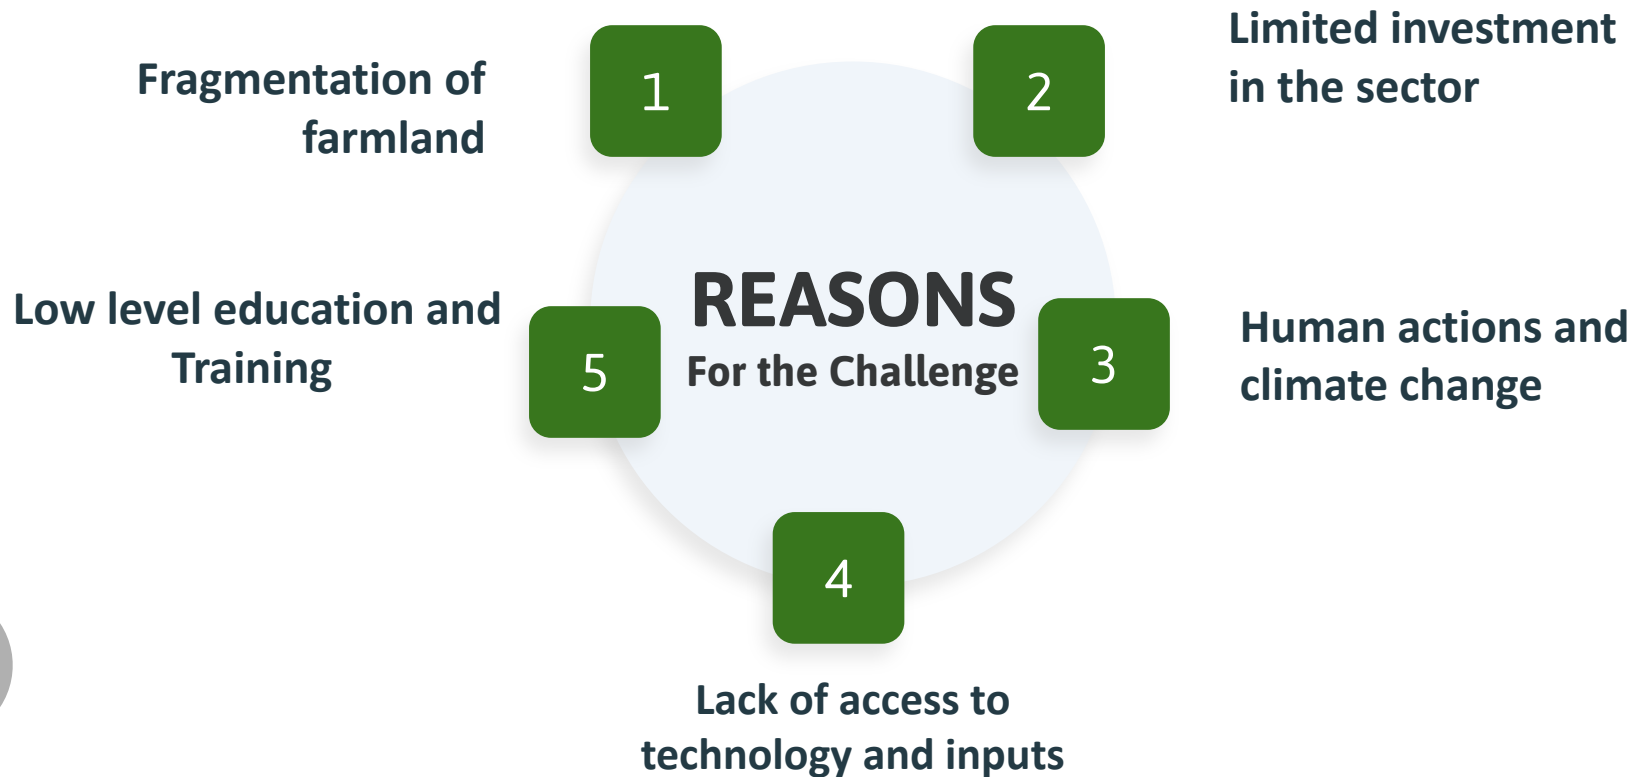 REASONS
For the Challenge
1
Fragmentation of
farmland
2
Limited investment
in the sector
3
Human actions and
climate change
4
Lack of access to
technology and inputs
5
Low level education and
Training